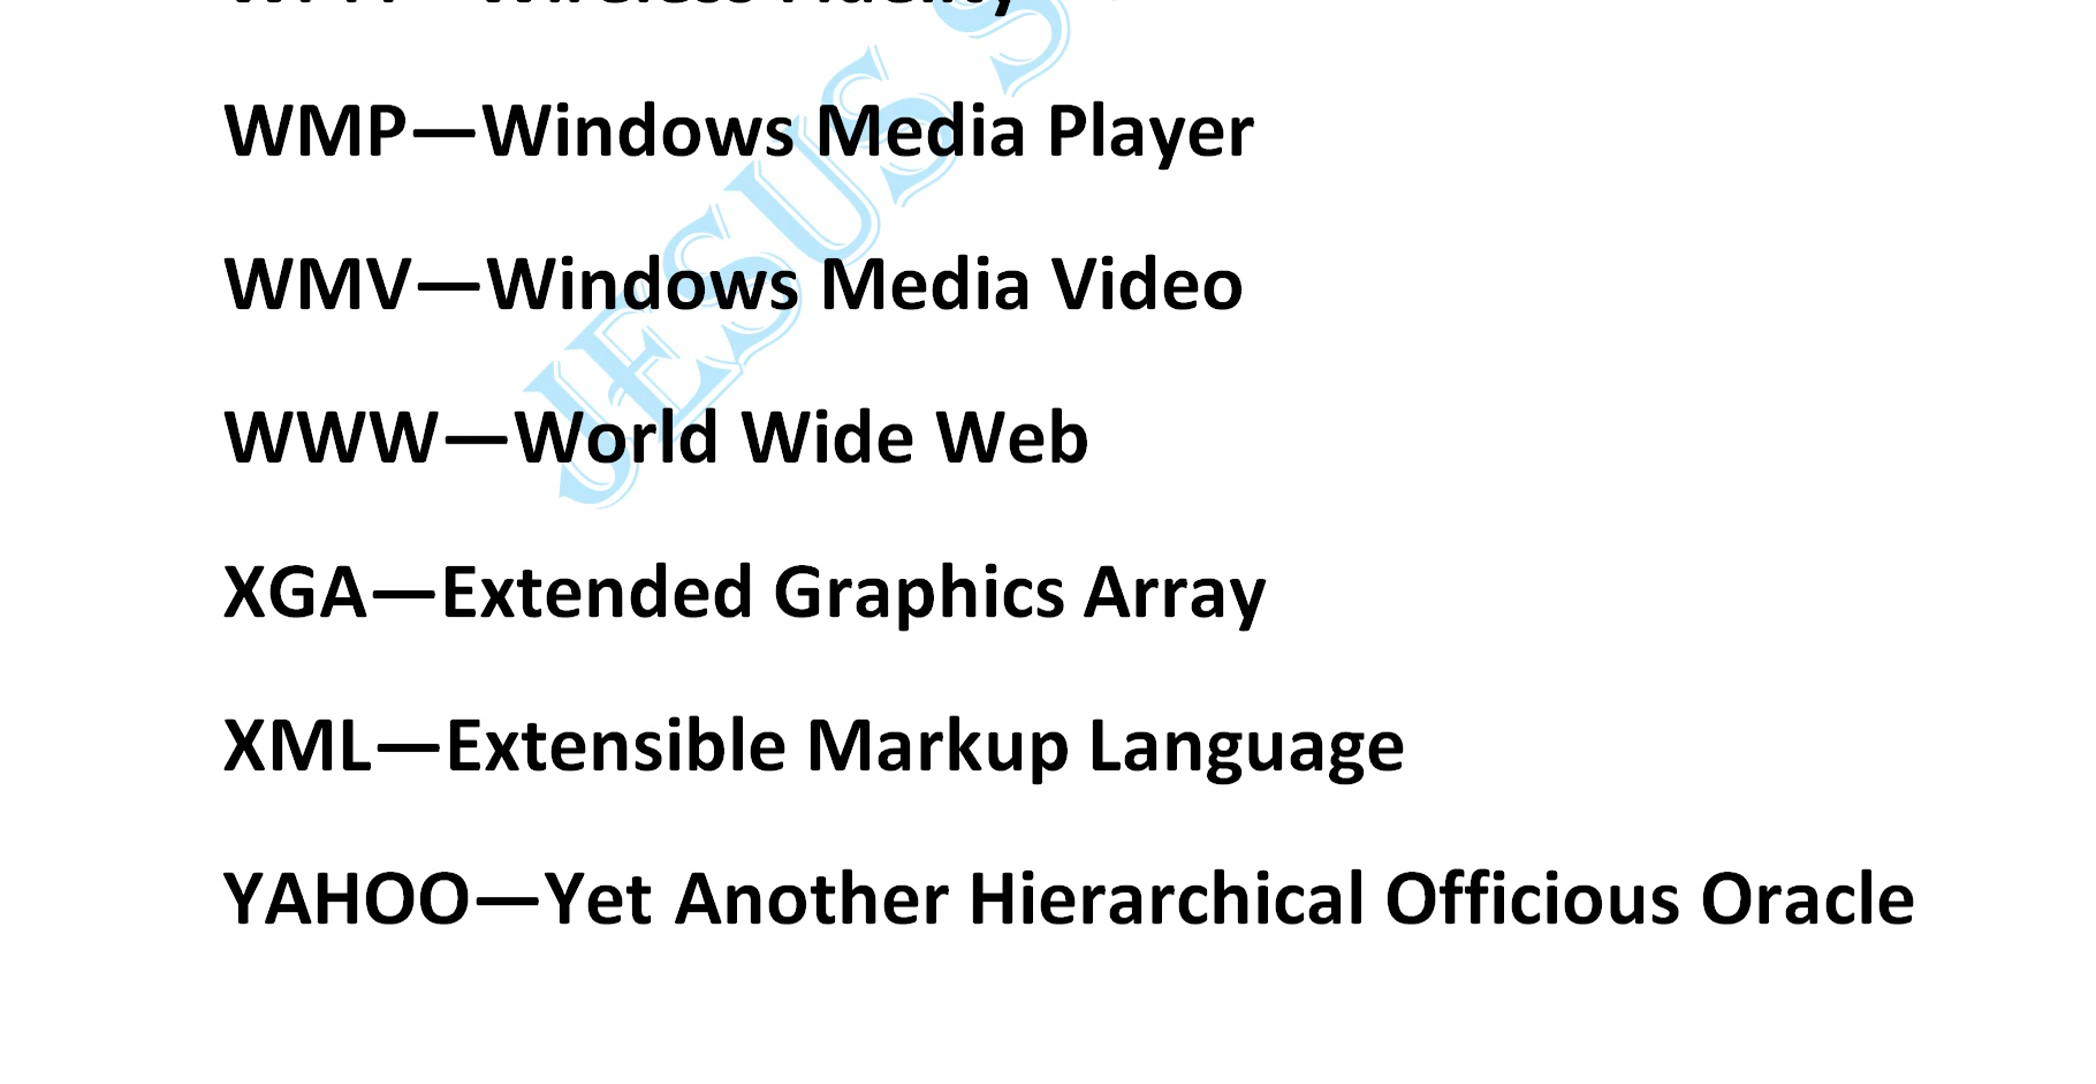 WMP—Windows Media Player
WMV—Windows Media Video
WWW—World Wide Web
XGA—Extended Graphics Array
XML—Extensible Markup Language
YAHOO—Yet Another Hierarchical Officious Oracle
JESUS